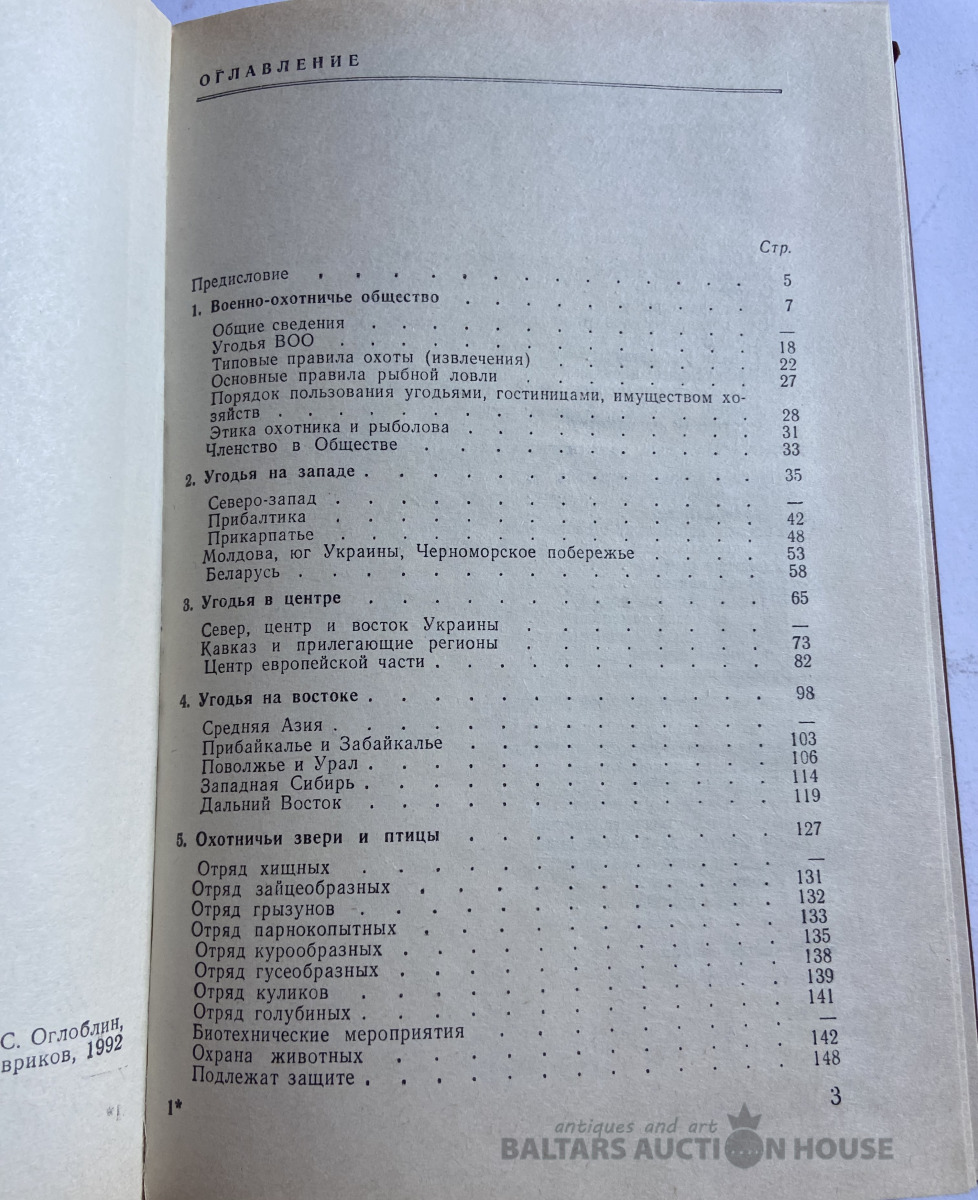 ОГЛАВЛЕНИЕ
Стр.
Предисловие . . . . . . . . . . . . 5
1. Военно-охотничье общество . . . . . . . . 7
Общие сведения . . . . . . . . . . . —
Угодья ВОО . . . . . . . . . . . . 18
Типовые правила охоты (извлечения) . . . . . . 22
Основные правила рыбной ловли . . . . . . . 27
Порядок пользования угодьями, гостиницами, имуществом хо-
зяйств . . . . . . . . . . . . . 28
Этика охотника и рыболова . . . . . . . . 31
Членство в Обществе . . . . . . . . . 33
2. Угодья на западе . . . . . . . . . . . 35
Северо-запад . . . . . . . . . . . . —
Прибалтика . . . . . . . . . . . . 42
Прикарпатье . . . . . . . . . . . . 48
Молдова, юг Украины, Черноморское побережье . . . . 53
Беларусь . . . . . . . . . . . . . 58
3. Угодья в центре . . . . . . . . . . . 65
Север, центр и восток Украины . . . . . . . —
Кавказ и прилегающие регионы . . . . . . . 73
Центр европейской части . . . . . . . . . 82
4. Угодья на востоке . . . . . . . . . . . 98
Средняя Азия . . . . . . . . . . . . —
Прибайкалье и Забайкалье . . . . . . . . 103
Поволжье и Урал . . . . . . . . . . . 106
Западная Сибирь . . . . . . . . . . . 114
Дальний Восток . . . . . . . . . . . 119
5. Охотничьи звери и птицы . . . . . . . . 127
Отряд хищных . . . . . . . . . . . —
Отряд зайцеобразных . . . . . . . . . . 131
Отряд грызунов . . . . . . . . . . . 132
Отряд парнокопытных . . . . . . . . . . 133
Отряд курообразных . . . . . . . . . . 135
Отряд гусеобразных . . . . . . . . . . 138
Отряд куликов . . . . . . . . . . . 139
Отряд голубиных . . . . . . . . . . . 141
Биотехнические мероприятия . . . . . . . . —
Охрана животных . . . . . . . . . . 142
Подлежат защите . . . . . . . . . . . 148
1*
3
С. Оглоблин,
вриков, 1992
antiques and art
BALTARS AUCTION HOUSE